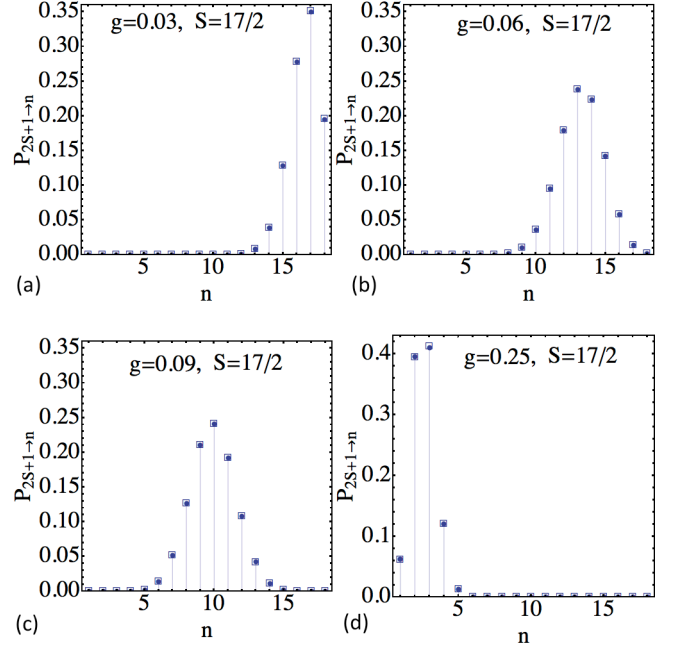 g=0.03, S=17/2
P2S+1→n
0.35
0.30
0.25
0.20
0.15
0.10
0.05
0.00
5 10 15
n
(a)
g=0.06, S=17/2
P2S+1→n
0.35
0.30
0.25
0.20
0.15
0.10
0.05
0.00
5 10 15
n
(b)
g=0.09, S=17/2
P2S+1→n
0.35
0.30
0.25
0.20
0.15
0.10
0.05
0.00
5 10 15
n
(c)
g=0.25, S=17/2
P2S+1→n
0.4
0.3
0.2
0.1
0.0
5 10 15
n
(d)